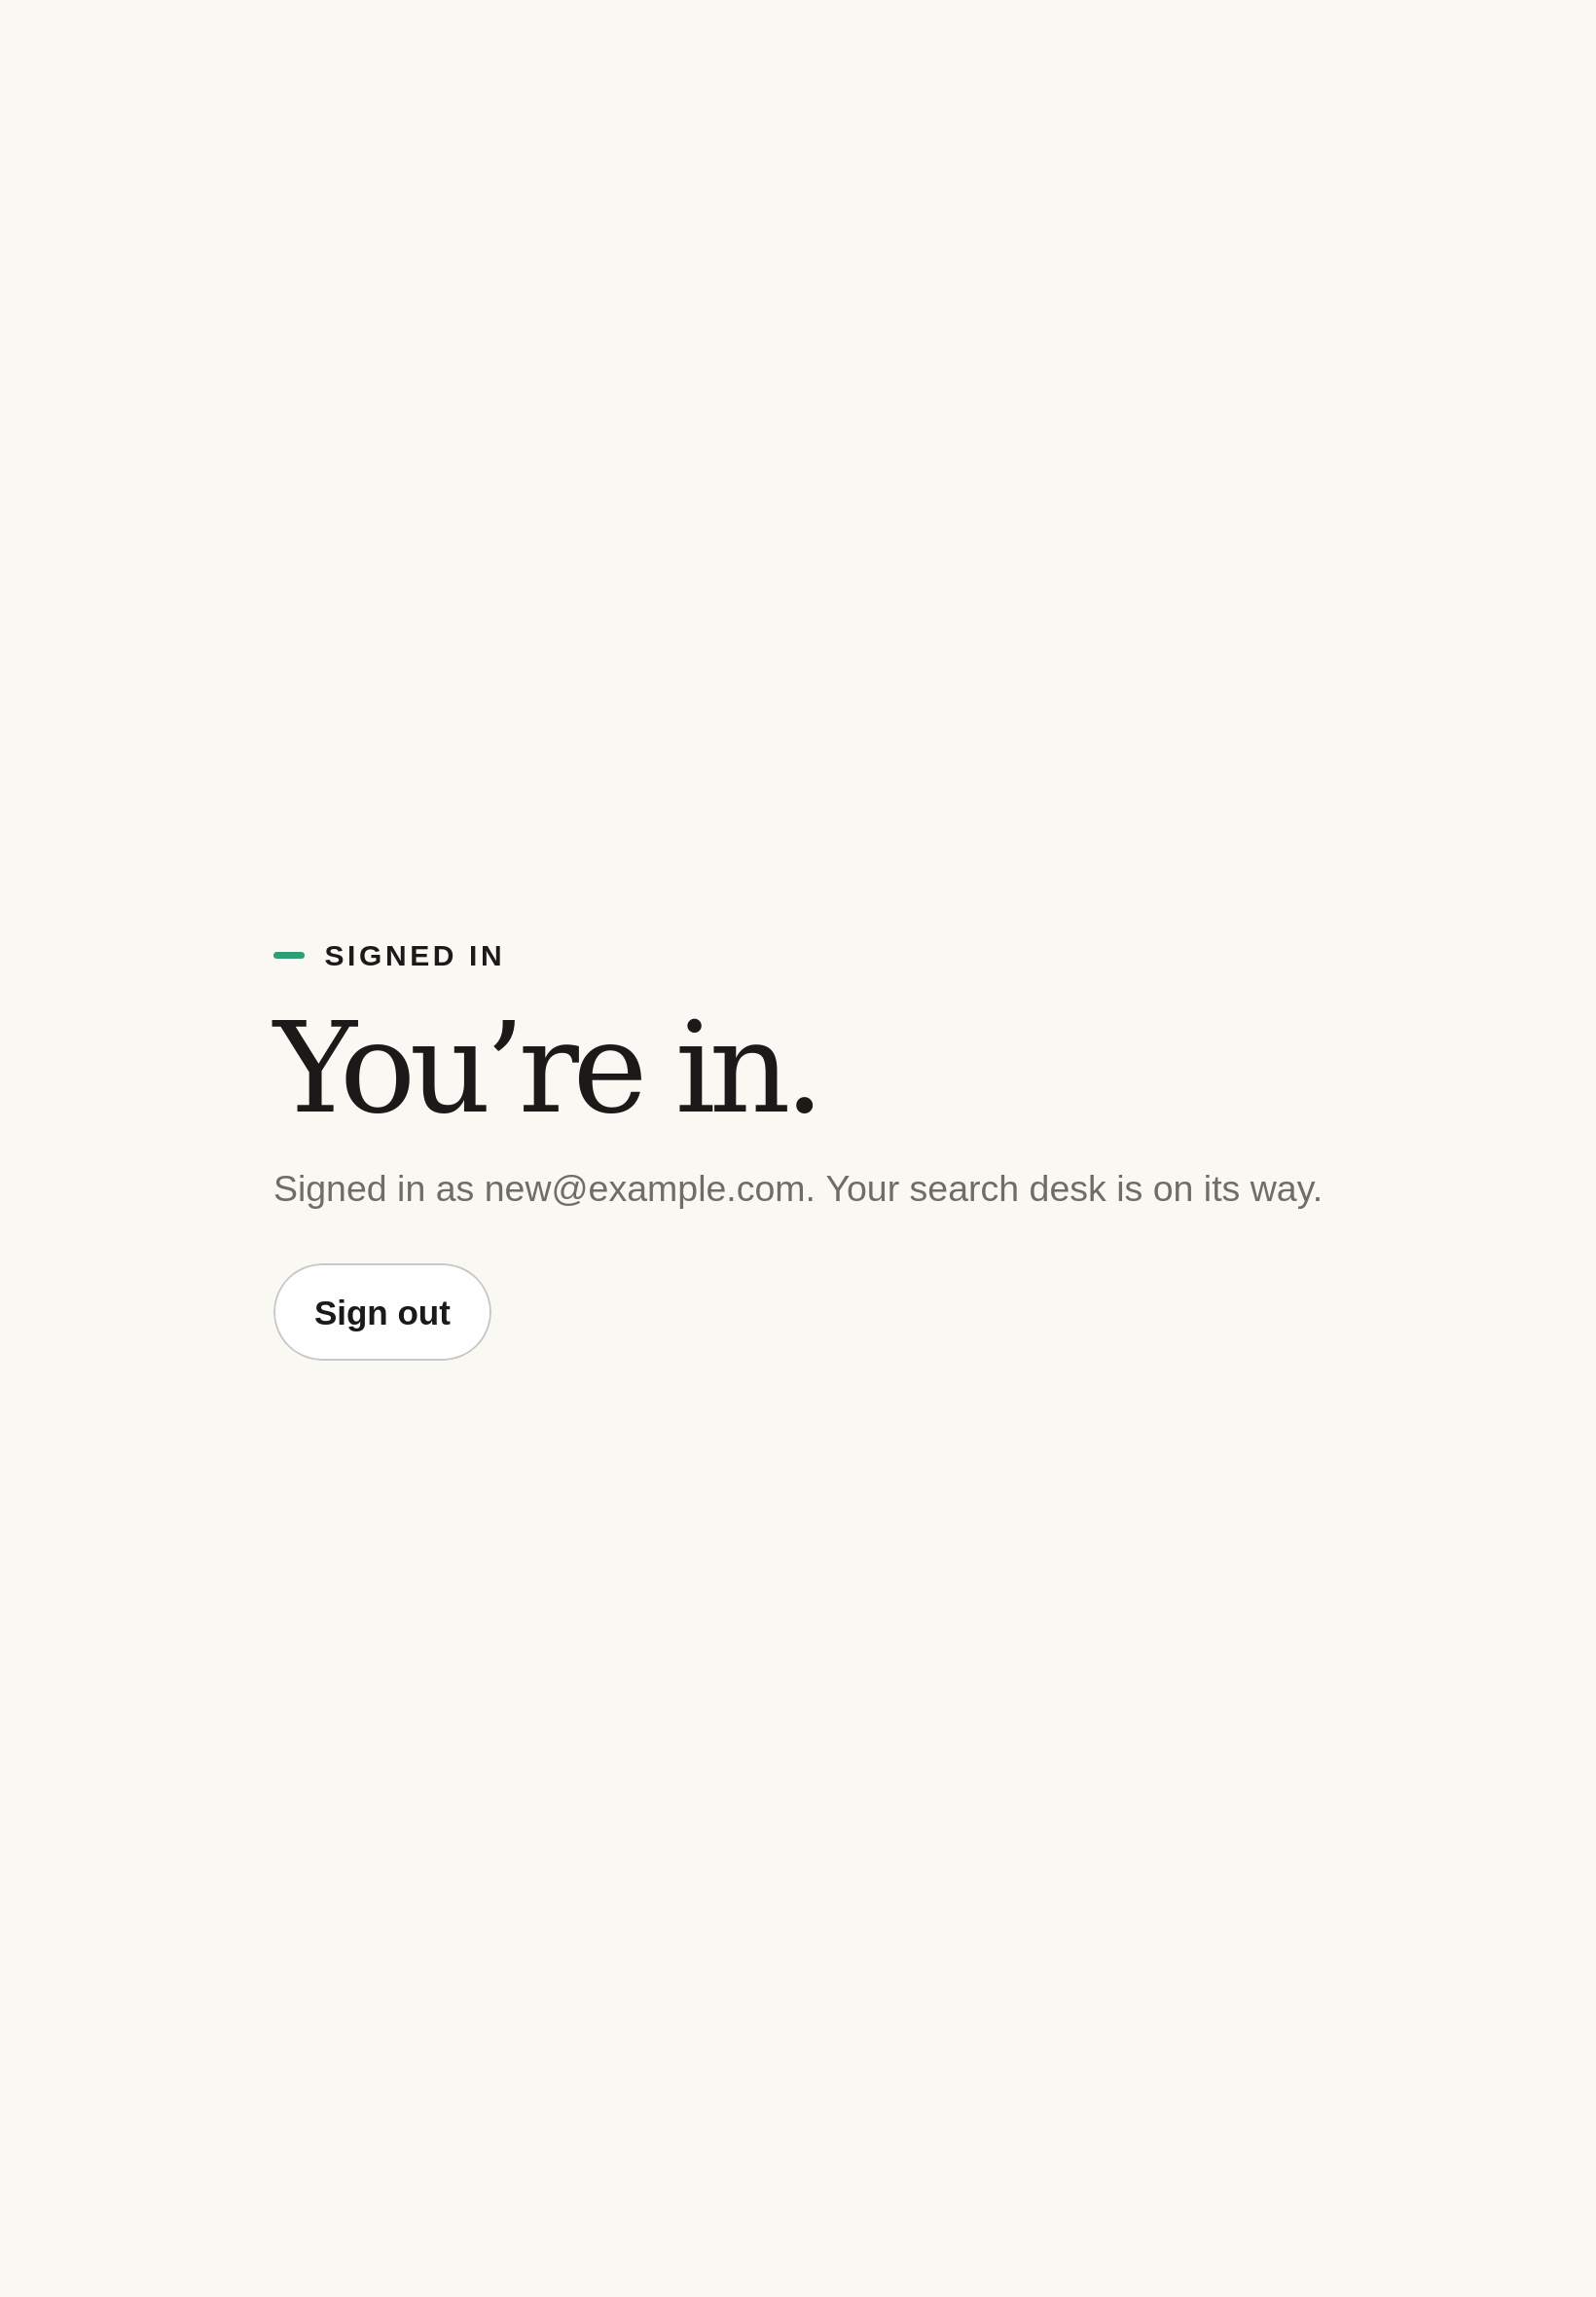 SIGNED IN
You’re in.
Signed in as new@example.com. Your search desk is on its way.
Sign out